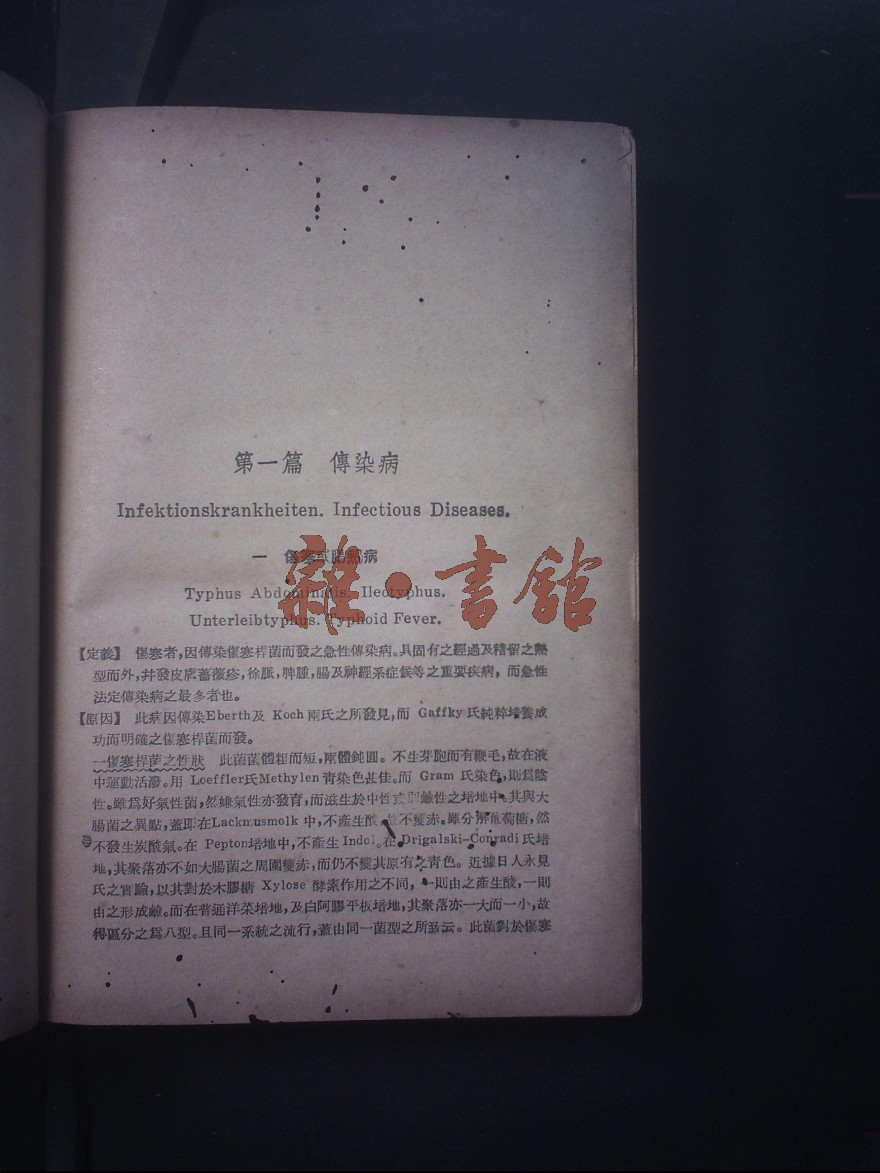 第一篇 傳染病
Infektionskrankheiten. Infectious Diseases.
一 傷寒或腸熱病
Typhus Abdominalis. Ileotyphus.
Unterleibtyphus. Typhoid Fever.
雜·書館
【定義】 傷寒者,因傳染傷寒桿菌而發之急性傳染病。具固有之經過及稽留之熱
型而外,幷發皮膚薔薇疹,徐脈,脾腫,腸及神經系症候等之重要疾病,而急性
法定傳染病之最多者也。
【原因】 此病因傳染Eberth及 Koch 兩氏之所發見,而 Gaffky 氏純粹培養成
功而明確之傷寒桿菌而發。
一傷寒桿菌之性狀 此菌菌體粗而短,兩體鈍圓。不生芽胞而有鞭毛,故在液
中運動活潑。用 Loeffler氏Methylen 靑染色甚佳。而 Gram 氏染色,則爲陰
性。雖爲好氣性菌,然嫌氣性亦發育,而滋生於中性 鹼性之培地中。其與大
腸菌之異點,蓋卽在Lackmusmolk 中,不產生酸 不變赤。雖分解葡萄糖,然
不發生炭酸氣。在 Pepton培地中,不產生 Indol。在 Drigalski-Conradi 氏培
地,其聚落亦不如大腸菌之周圍變赤,而仍不變其原有之靑色。近據日人永見
氏之實驗,以其對於木膠糖 Xylose 酵素作用之不同,一則由之產生酸,一則
由之形成鹼。而在普通洋菜培地,及白阿膠平板培地,其聚落亦一大而一小,故
得區分之爲八型。且同一系統之流行,蓋由同一菌型之所致云。此菌對於傷寒